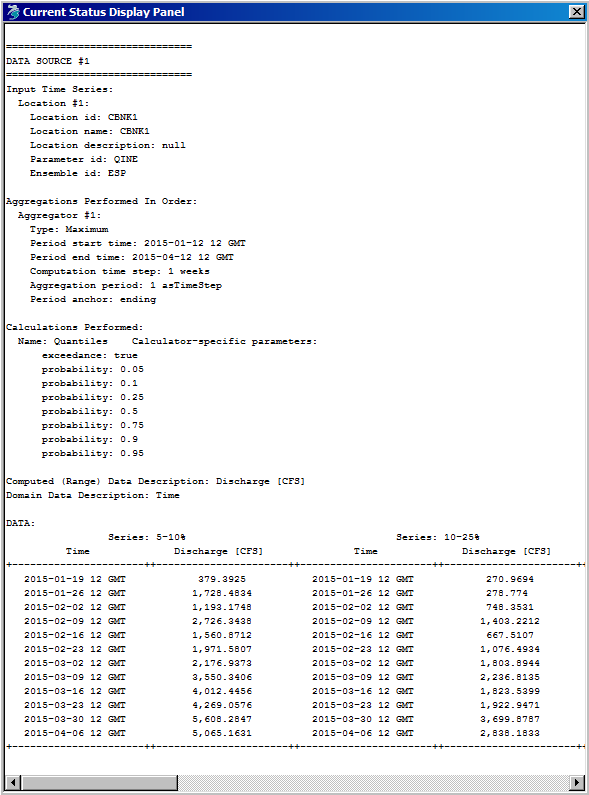 Current Status Display Panel
===============================
DATA SOURCE #1
===============================
Input Time Series:
Location #1:
Location id: CBNK1
Location name: CBNK1
Location description: null
Parameter id: QINE
Ensemble id: ESP
Aggregations Performed In Order:
Aggregator #1:
Type: Maximum
Period start time: 2015-01-12 12 GMT
Period end time: 2015-04-12 12 GMT
Computation time step: 1 weeks
Aggregation period: 1 asTimeStep
Period anchor: ending
Calculations Performed:
Name: Quantiles    Calculator-specific parameters:
exceedance: true
probability: 0.05
probability: 0.1
probability: 0.25
probability: 0.5
probability: 0.75
probability: 0.9
probability: 0.95
Computed (Range) Data Description: Discharge [CFS]
Domain Data Description: Time
DATA:
Series: 5-10% Series: 10-25%
Time Discharge [CFS] Time Discharge [CFS]
+----------------------++----------------------++----------------------++----------------------+
2015-01-19 12 GMT 379.3925 2015-01-19 12 GMT 270.9694
2015-01-26 12 GMT 1,728.4834 2015-01-26 12 GMT 278.774
2015-02-02 12 GMT 1,193.1748 2015-02-02 12 GMT 748.3531
2015-02-09 12 GMT 2,726.3438 2015-02-09 12 GMT 1,403.2212
2015-02-16 12 GMT 1,560.8712 2015-02-16 12 GMT 667.5107
2015-02-23 12 GMT 1,971.5807 2015-02-23 12 GMT 1,076.4934
2015-03-02 12 GMT 2,176.9373 2015-03-02 12 GMT 1,803.8944
2015-03-09 12 GMT 3,550.3406 2015-03-09 12 GMT 2,236.8135
2015-03-16 12 GMT 4,012.4456 2015-03-16 12 GMT 1,823.5399
2015-03-23 12 GMT 4,269.0576 2015-03-23 12 GMT 1,922.9471
2015-03-30 12 GMT 5,608.2847 2015-03-30 12 GMT 3,699.8787
2015-04-06 12 GMT 5,065.1631 2015-04-06 12 GMT 2,838.1833
+----------------------++----------------------++----------------------++----------------------+